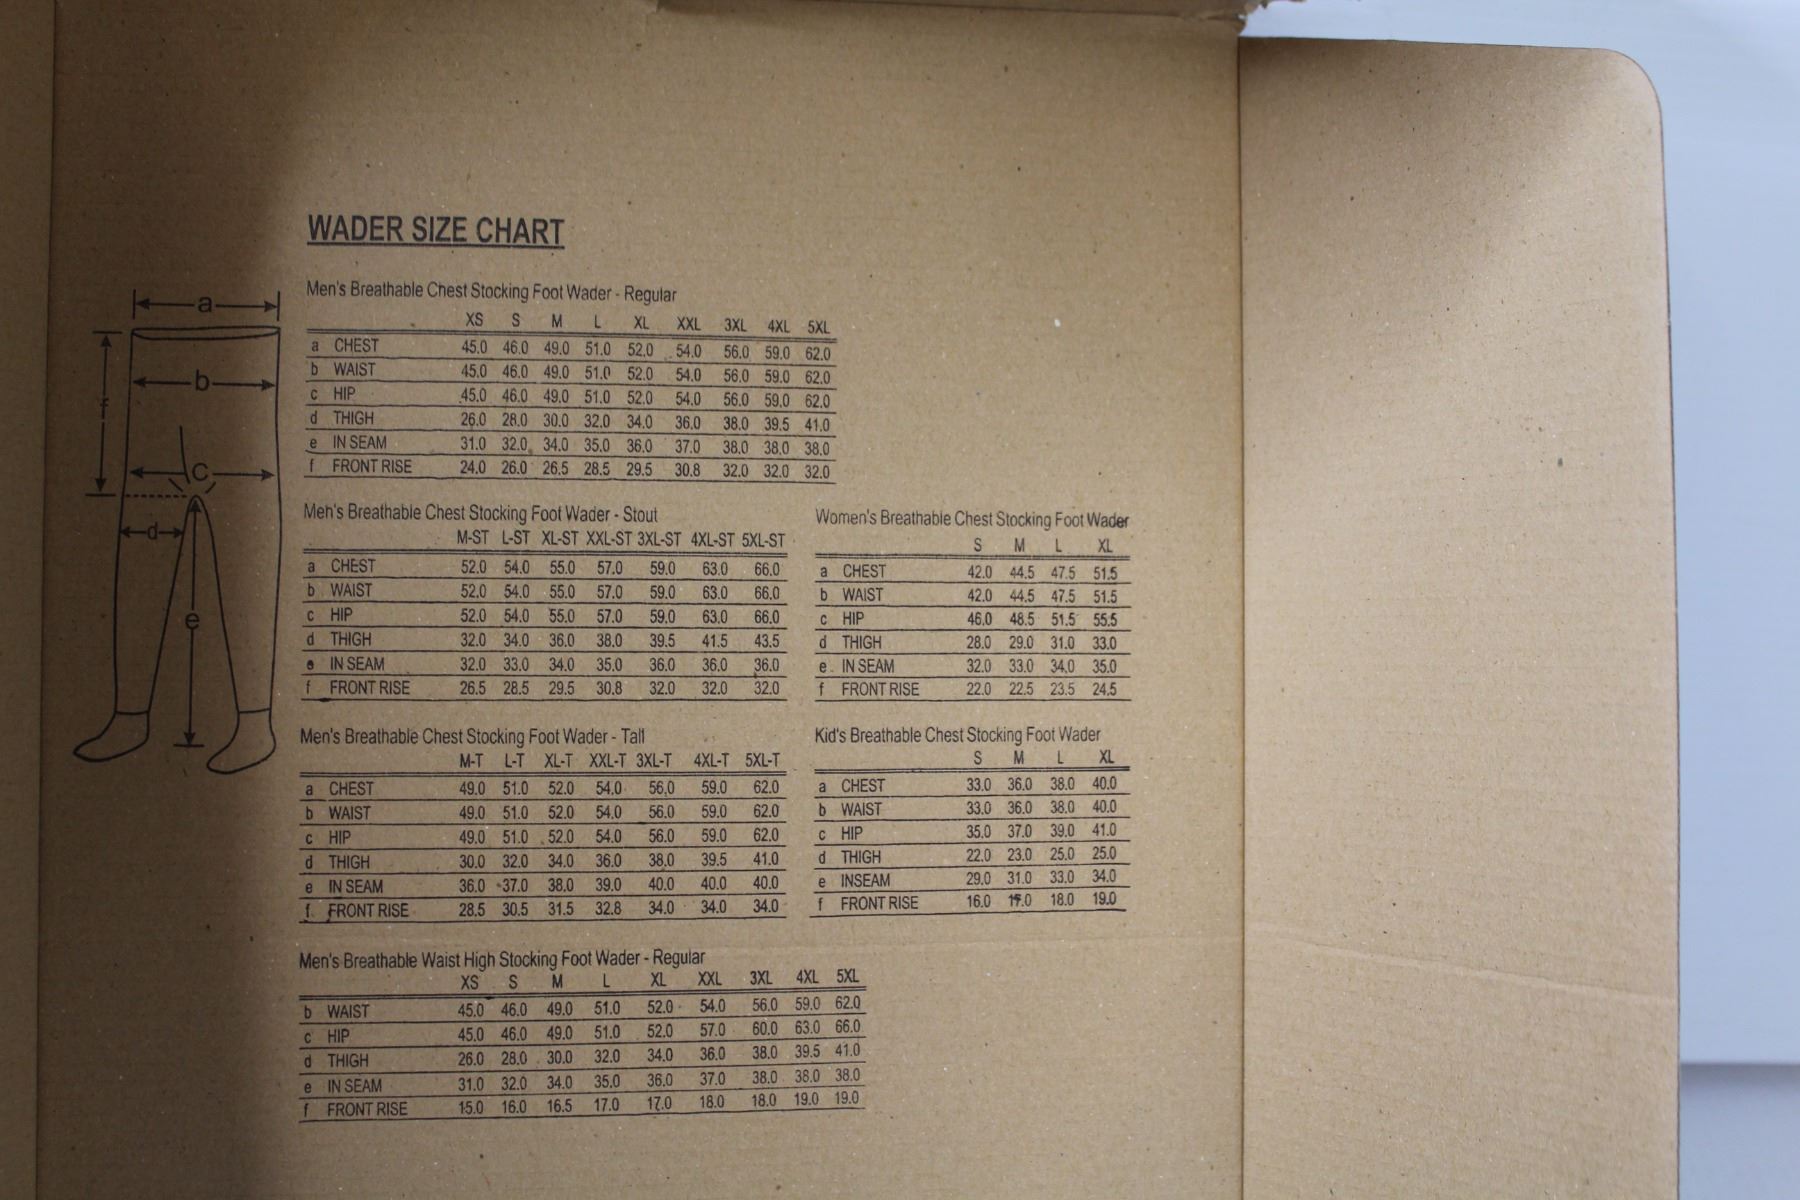 WADER SIZE CHART
a
b
c
d
e
f
Men's Breathable Chest Stocking Foot Wader - Regular
XS S M L XL XXL 3XL 4XL 5XL
a CHEST 45.0 46.0 49.0 51.0 52.0 54.0 56.0 59.0 62.0
b WAIST 45.0 46.0 49.0 51.0 52.0 54.0 56.0 59.0 62.0
c HIP 45.0 46.0 49.0 51.0 52.0 54.0 56.0 59.0 62.0
d THIGH 26.0 28.0 30.0 32.0 34.0 36.0 38.0 39.5 41.0
e IN SEAM 31.0 32.0 34.0 35.0 36.0 37.0 38.0 38.0 38.0
f FRONT RISE 24.0 26.0 26.5 28.5 29.5 30.8 32.0 32.0 32.0
Men's Breathable Chest Stocking Foot Wader - Stout
M-ST L-ST XL-ST XXL-ST 3XL-ST 4XL-ST 5XL-ST
a CHEST 52.0 54.0 55.0 57.0 59.0 63.0 66.0
b WAIST 52.0 54.0 55.0 57.0 59.0 63.0 66.0
c HIP 52.0 54.0 55.0 57.0 59.0 63.0 66.0
d THIGH 32.0 34.0 36.0 38.0 39.5 41.5 43.5
e IN SEAM 32.0 33.0 34.0 35.0 36.0 36.0 36.0
f FRONT RISE 26.5 28.5 29.5 30.8 32.0 32.0 32.0
Women's Breathable Chest Stocking Foot Wader
S M L XL
a CHEST 42.0 44.5 47.5 51.5
b WAIST 42.0 44.5 47.5 51.5
c HIP 46.0 48.5 51.5 55.5
d THIGH 28.0 29.0 31.0 33.0
e IN SEAM 32.0 33.0 34.0 35.0
f FRONT RISE 22.0 22.5 23.5 24.5
Men's Breathable Chest Stocking Foot Wader - Tall
M-T L-T XL-T XXL-T 3XL-T 4XL-T 5XL-T
a CHEST 49.0 51.0 52.0 54.0 56.0 59.0 62.0
b WAIST 49.0 51.0 52.0 54.0 56.0 59.0 62.0
c HIP 49.0 51.0 52.0 54.0 56.0 59.0 62.0
d THIGH 30.0 32.0 34.0 36.0 38.0 39.5 41.0
e IN SEAM 36.0 37.0 38.0 39.0 40.0 40.0 40.0
f FRONT RISE 28.5 30.5 31.5 32.8 34.0 34.0 34.0
Kid's Breathable Chest Stocking Foot Wader
S M L XL
a CHEST 33.0 36.0 38.0 40.0
b WAIST 33.0 36.0 38.0 40.0
c HIP 35.0 37.0 39.0 41.0
d THIGH 22.0 23.0 25.0 25.0
e INSEAM 29.0 31.0 33.0 34.0
f FRONT RISE 16.0 17.0 18.0 19.0
Men's Breathable Waist High Stocking Foot Wader - Regular
XS S M L XL XXL 3XL 4XL 5XL
b WAIST 45.0 46.0 49.0 51.0 52.0 54.0 56.0 59.0 62.0
c HIP 45.0 46.0 49.0 51.0 52.0 57.0 60.0 63.0 66.0
d THIGH 26.0 28.0 30.0 32.0 34.0 36.0 38.0 39.5 41.0
e IN SEAM 31.0 32.0 34.0 35.0 36.0 37.0 38.0 38.0 38.0
f FRONT RISE 15.0 16.0 16.5 17.0 17.0 18.0 18.0 19.0 19.0